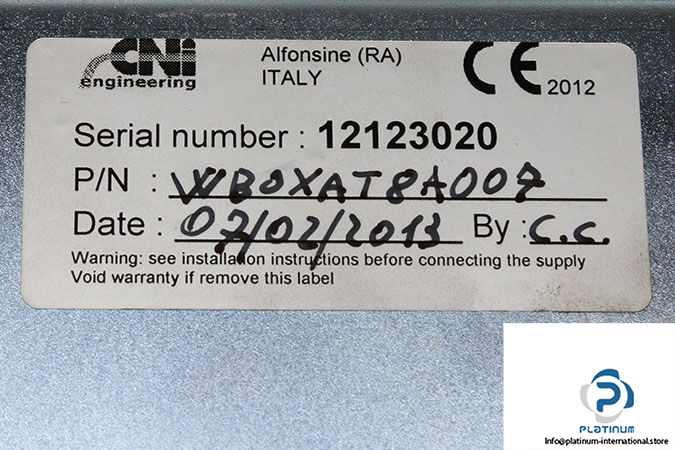 CNi
engineering
Alfonsine (RA)
ITALY
CE 2012
Serial number : 12123020
P/N : WBOXAT8A007
Date : 07/02/2013 By : C.C.
Warning: see installation instructions before connecting the supply
Void warranty if remove this label
PLATINUM
Info@platinum-international.store